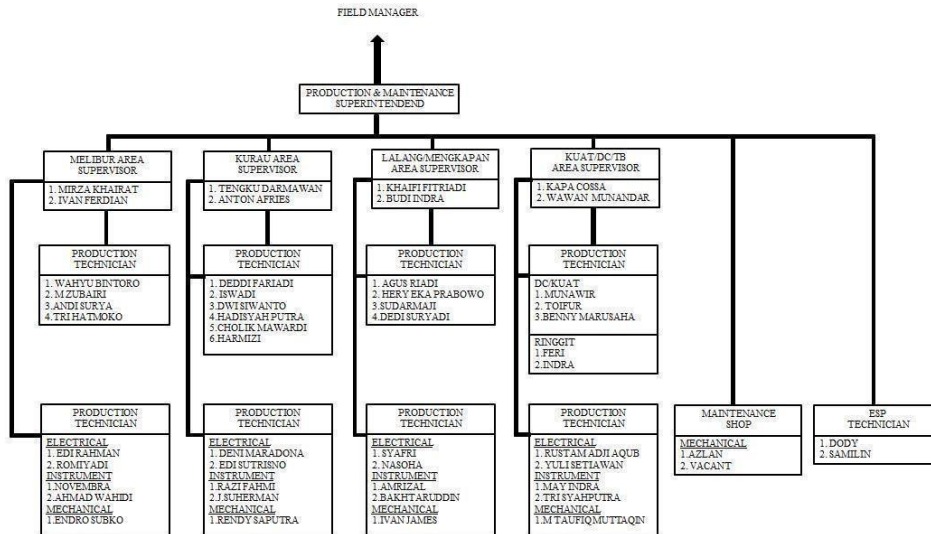 FIELD MANAGER
PRODUCTION & MAINTENANCE
SUPERINTENDEND
MELIBUR AREA
SUPERVISOR
1. MIRZA KHAIRAT
2. IVAN FERDIAN
KURAU AREA
SUPERVISOR
1. TENGKU DARMAWAN
2. ANTON AFRIES
LALANG/MENGKAPAN
AREA SUPERVISOR
1. KHAIFI FITRIADI
2. BUDI INDRA
KUAT/DC/TB
AREA SUPERVISOR
1. KAPA COSSA
2. WAWAN MUNANDAR
PRODUCTION
TECHNICIAN
1. WAHYU BINTORO
2. M ZUBAIRI
3.ANDI SURYA
4.TRI HATMOKO
PRODUCTION
TECHNICIAN
1. DEDDI FARIADI
2. ISWADI
3.DWI SIWANTO
4.HADISYAH PUTRA
5.CHOLIK MAWARDI
6.HARMIZI
PRODUCTION
TECHNICIAN
1. AGUS RIADI
2. HERY EKA PRABOWO
3.SUDARMAJI
4.DEDI SURYADI
PRODUCTION
TECHNICIAN
DC/KUAT
1. MUNAWIR
2. TOIFUR
3.BENNY MARUSAHA
RINGGIT
1.FERI
2.INDRA
PRODUCTION
TECHNICIAN
ELECTRICAL
1. EDI RAHMAN
2. ROMIYADI
INSTRUMENT
1.NOVEMBRA
2.AHMAD WAHIDI
MECHANICAL
1.ENDRO SUBKO
PRODUCTION
TECHNICIAN
ELECTRICAL
1. DENI MARADONA
2. EDI SUTRISNO
INSTRUMENT
1.RAZI FAHMI
2.J.SUHERMAN
MECHANICAL
1.RENDY SAPUTRA
PRODUCTION
TECHNICIAN
ELECTRICAL
1. SYAFRI
2. NASOHA
INSTRUMENT
1.AMRIZAL
2.BAKHTARUDDIN
MECHANICAL
1.IVAN JAMES
PRODUCTION
TECHNICIAN
ELECTRICAL
1. RUSTAM ADJI AQUB
2. YULI SETIAWAN
INSTRUMENT
1.MAY INDRA
2.TRI SYAHPUTRA
MECHANICAL
1.M TAUFIQ MUTTAQIN
MAINTENANCE
SHOP
MECHANICAL
1.AZLAN
2. VACANT
ESP
TECHNICIAN
1. DODY
2. SAMILIN